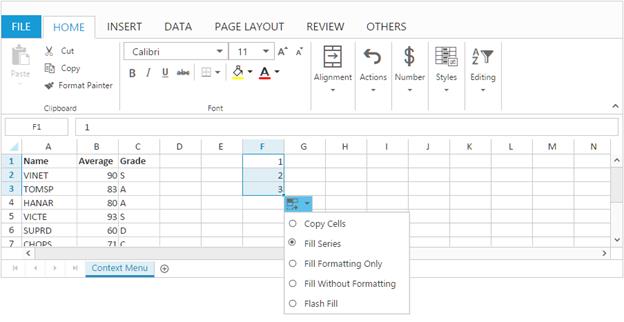 FILE HOME INSERT DATA PAGE LAYOUT REVIEW OTHERS
Paste
Cut
Copy
Format Painter
Clipboard
Calibri 11 A A
B I U abc A
Font
Alignment Actions Number Styles Editing
F1 1
A B C D E F G H I J K L M N
1 Name Average Grade 1
2 VINET 90 S 2
3 TOMSP 83 A 3
4 HANAR 80 A
5 VICTE 93 S
6 SUPRD 60 D
7 CHOPS 71 C
Copy Cells
Fill Series
Fill Formatting Only
Fill Without Formatting
Flash Fill
Context Menu